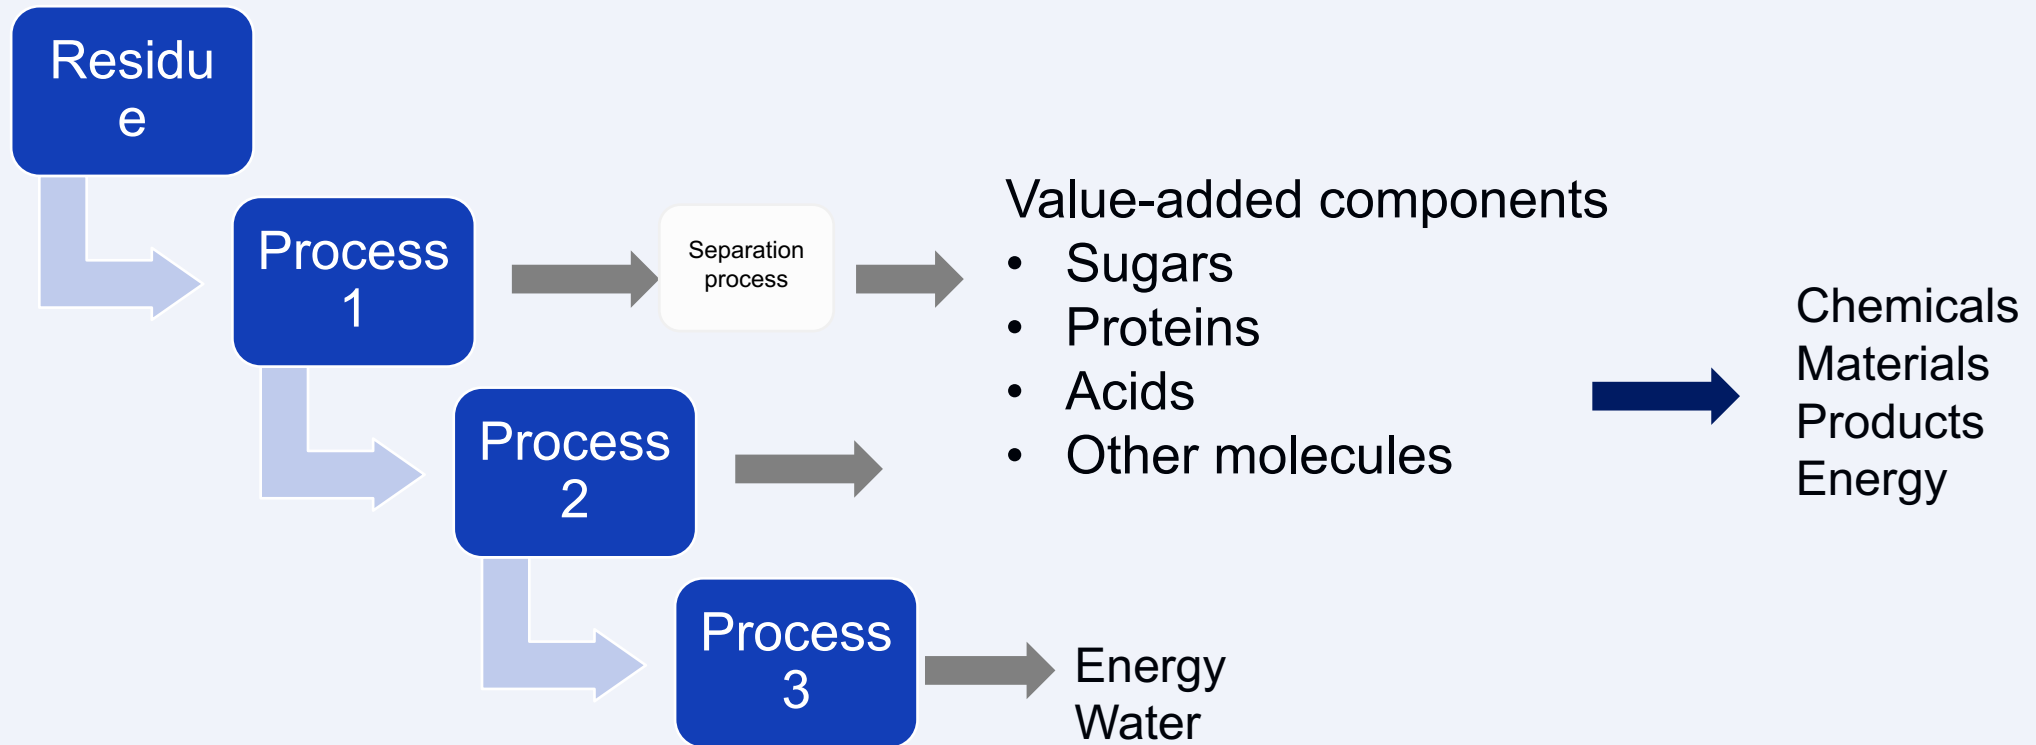 Residu
e
Process
1
Separation
process
Value-added components
• Sugars
• Proteins
• Acids
• Other molecules
Chemicals
Materials
Products
Energy
Process
2
Process
3
Energy
Water